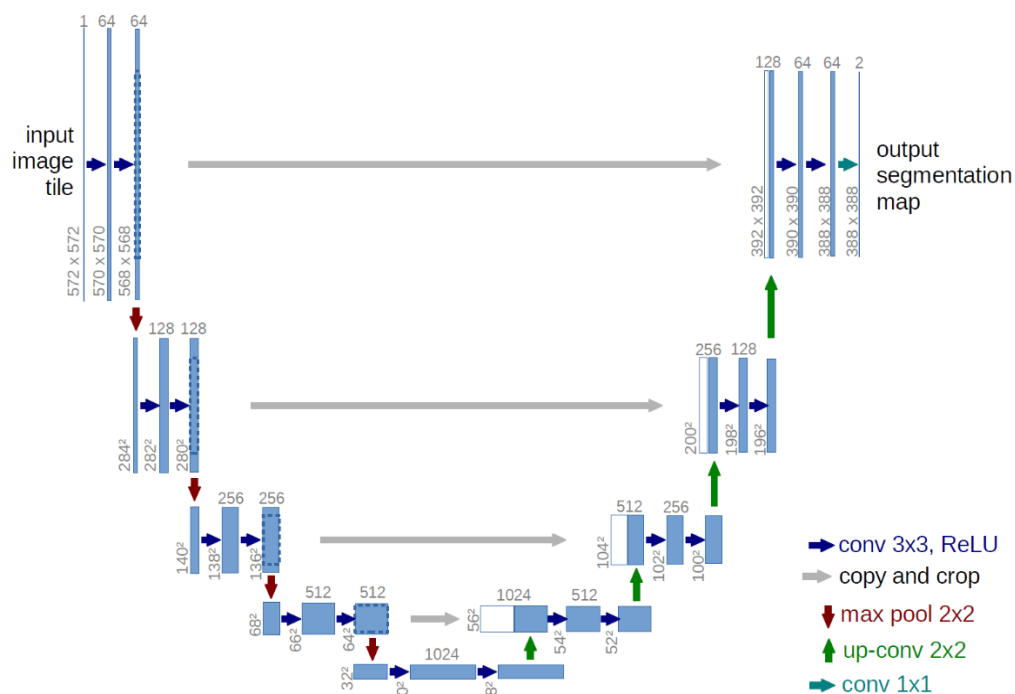 1 64 64
128 64 64 2
input
image
tile
output
segmentation
map
572 x 572
570 x 570
568 x 568
392 x 392
390 x 390
388 x 388
388 x 388
128 128
256 128
284²
282²
280²
200²
198²
196²
256 256
512 256
140²
138²
136²
104²
102²
100²
512 512
1024 512
68²
66²
64²
56²
54²
52²
1024
32²
0²
8²
conv 3x3, ReLU
copy and crop
max pool 2x2
up-conv 2x2
conv 1x1